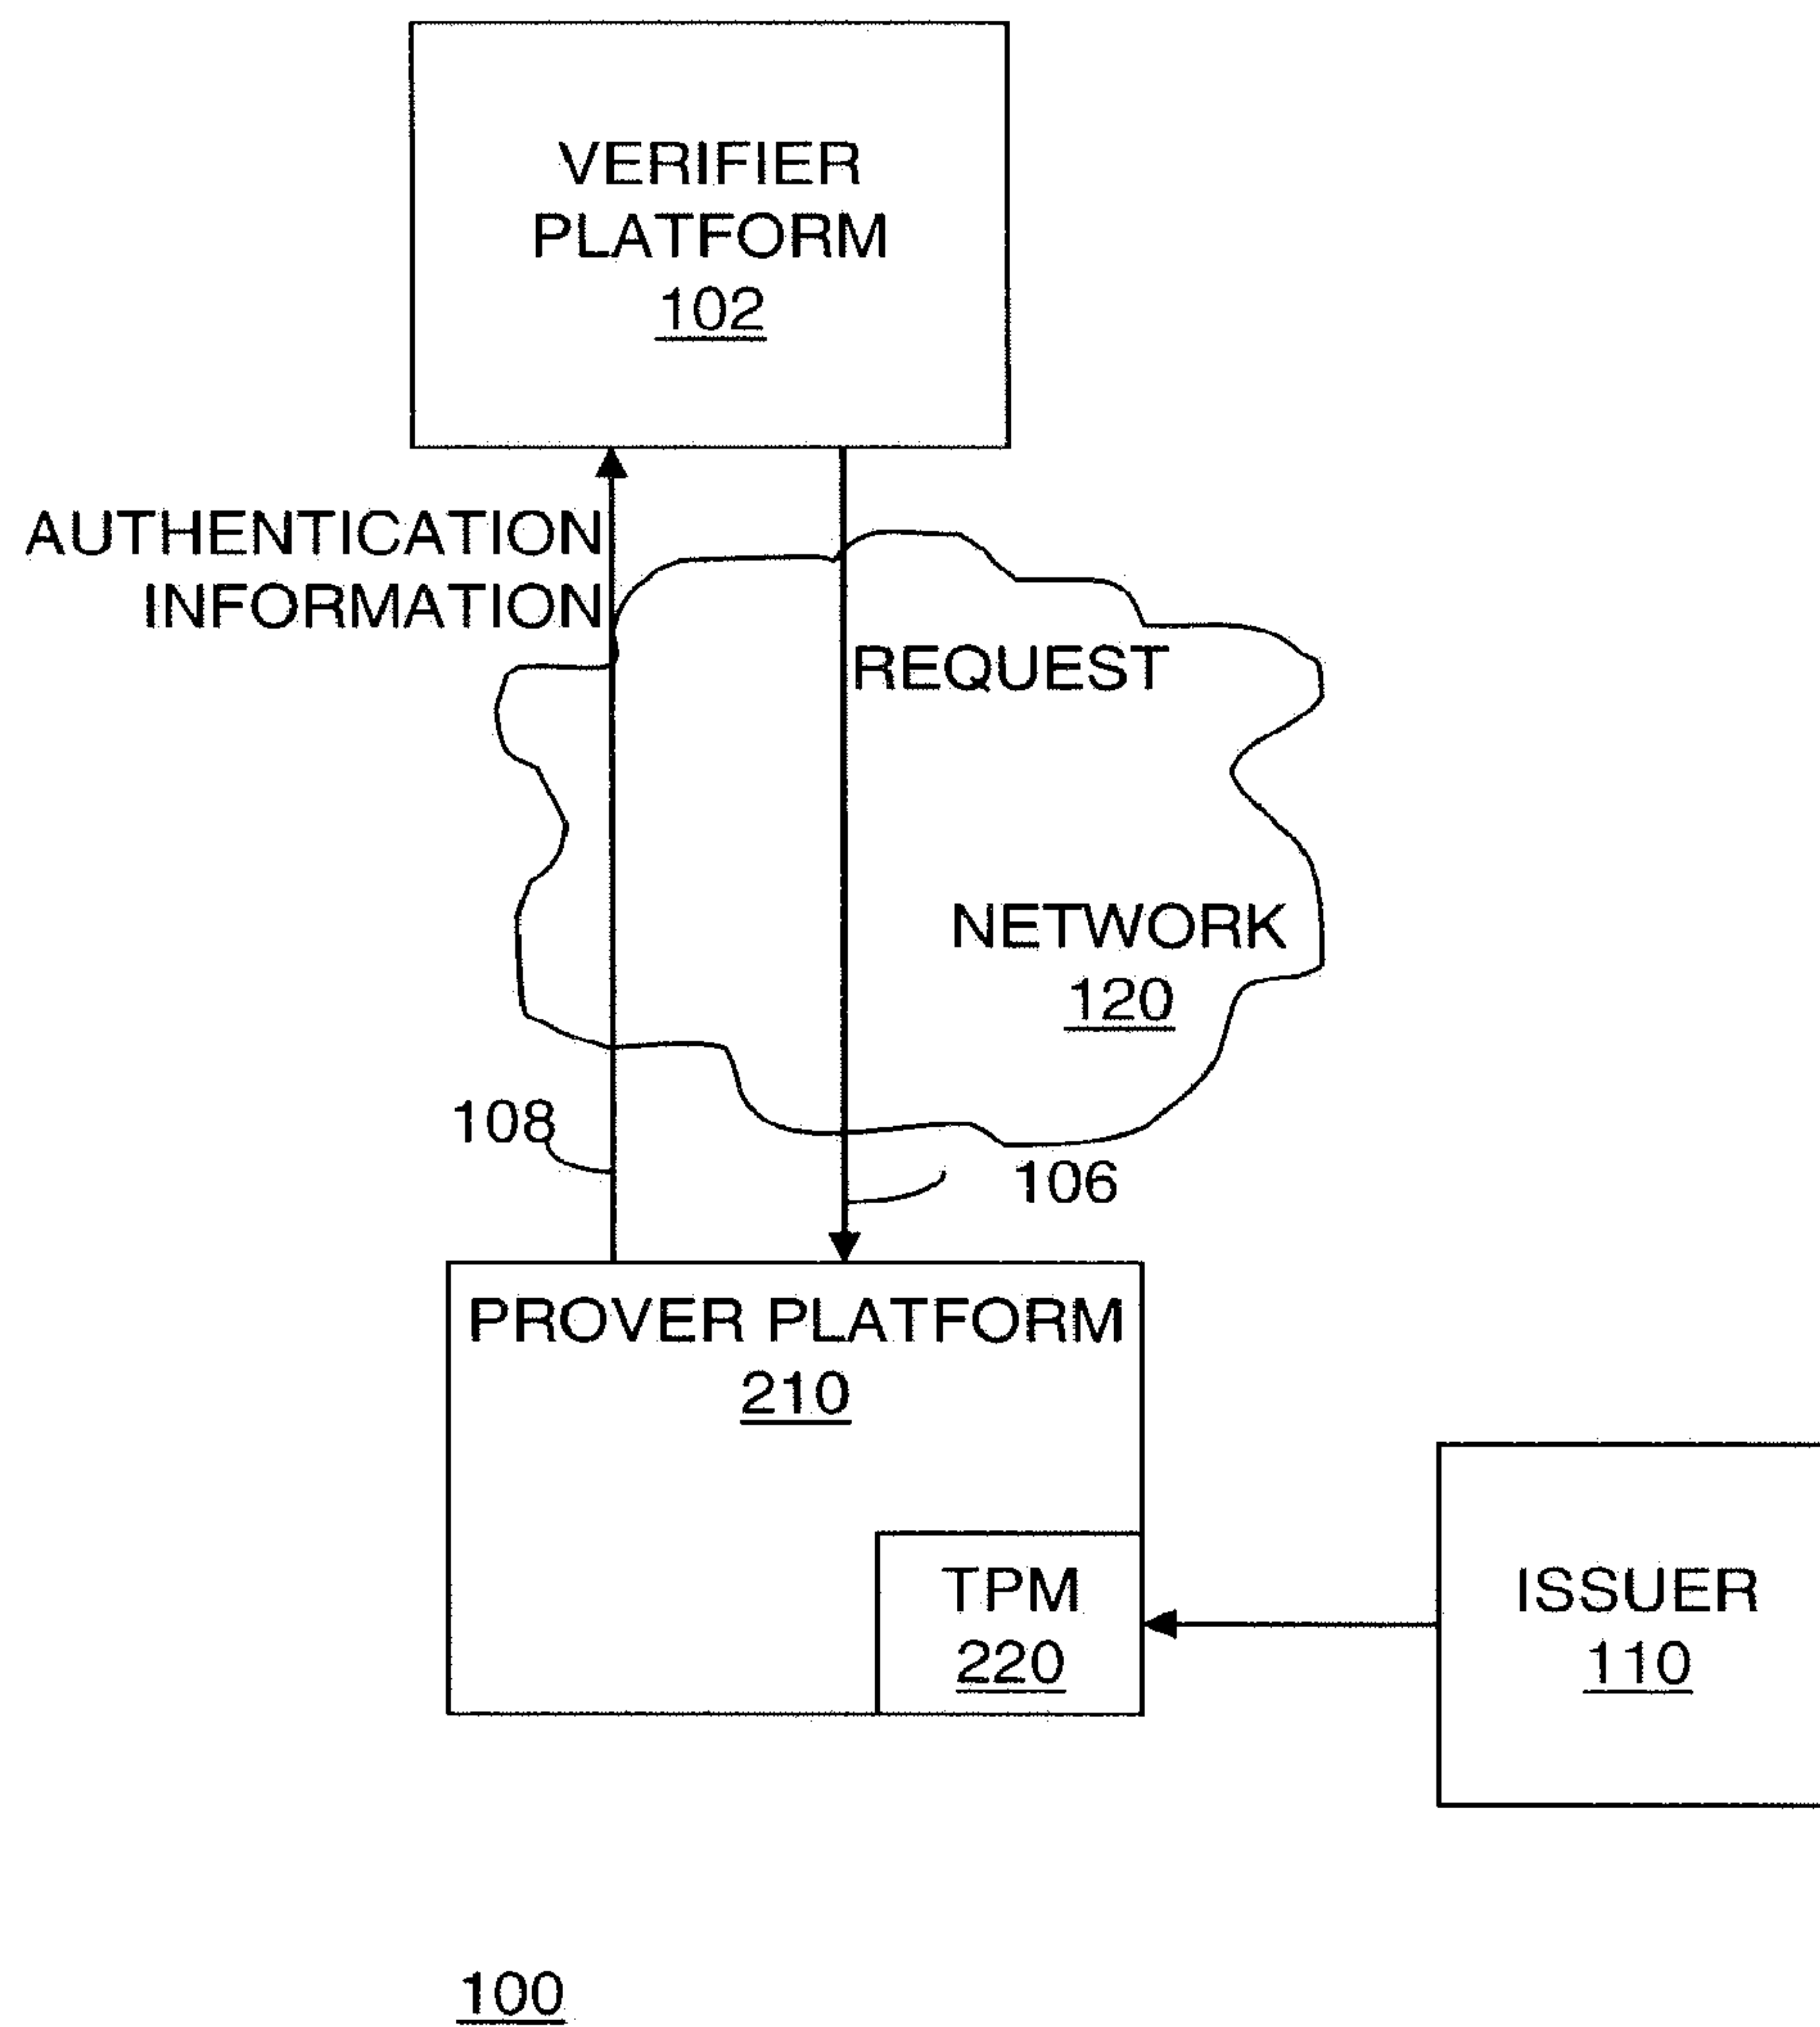 VERIFIER
PLATFORM
102
AUTHENTICATION
INFORMATION
REQUEST
NETWORK
120
108
106
PROVER PLATFORM
210
TPM
220
ISSUER
110
100